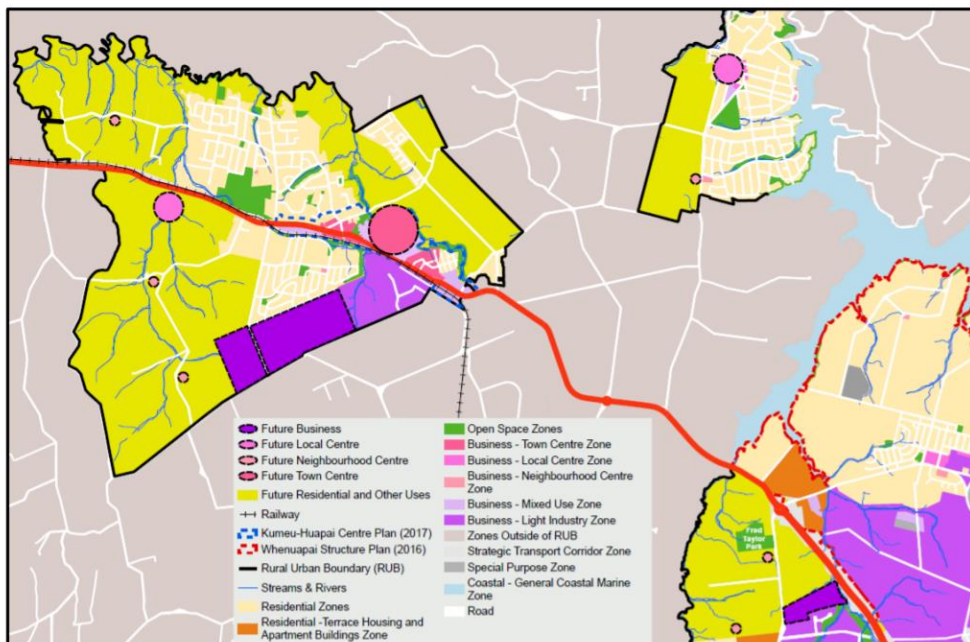 Fred
Taylor
Park
Future Business
Future Local Centre
Future Neighbourhood Centre
Future Town Centre
Future Residential and Other Uses
Railway
Kumeu-Huapai Centre Plan (2017)
Whenuapai Structure Plan (2016)
Rural Urban Boundary (RUB)
Streams & Rivers
Residential Zones
Residential -Terrace Housing and
Apartment Buildings Zone
Open Space Zones
Business - Town Centre Zone
Business - Local Centre Zone
Business - Neighbourhood Centre
Zone
Business - Mixed Use Zone
Business - Light Industry Zone
Zones Outside of RUB
Strategic Transport Corridor Zone
Special Purpose Zone
Coastal - General Coastal Marine
Zone
Road